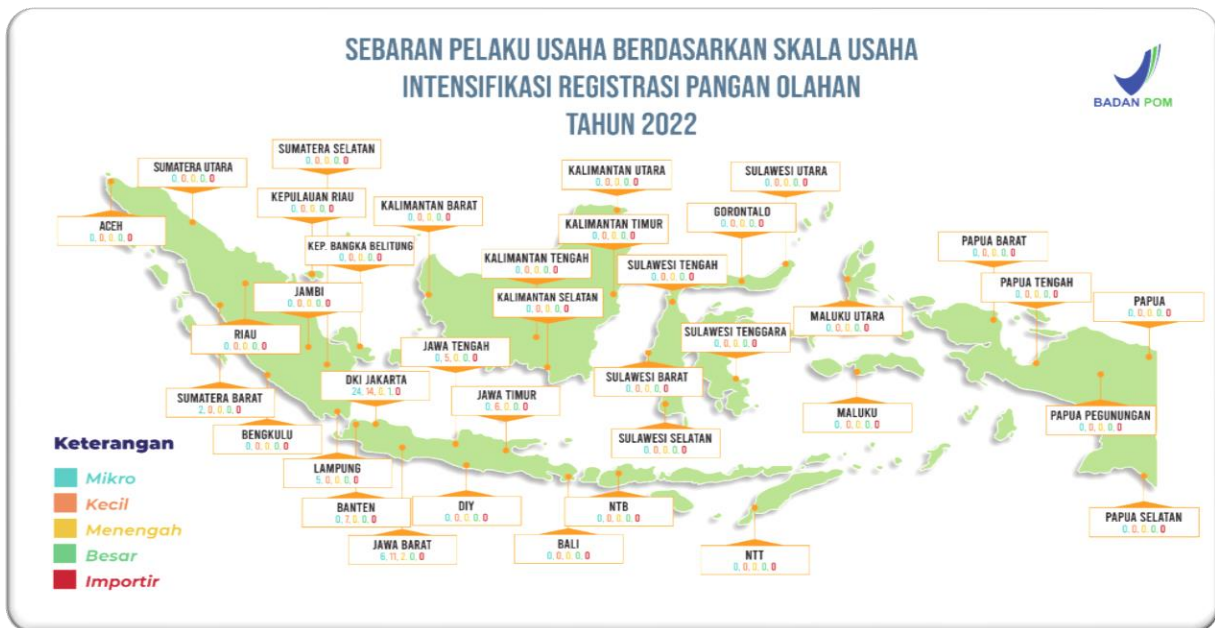 SEBARAN PELAKU USAHA BERDASARKAN SKALA USAHA
INTENSIFIKASI REGISTRASI PANGAN OLAHAN
TAHUN 2022
BADAN POM
SUMATERA SELATAN
0, 0, 0, 0, 0
SUMATERA UTARA
0, 0, 0, 0, 0
KALIMANTAN UTARA
0, 0, 0, 0, 0
SULAWESI UTARA
0, 0, 0, 0, 0
KEPULAUAN RIAU
0, 0, 0, 0, 0
KALIMANTAN BARAT
0, 0, 0, 0, 0
GORONTALO
0, 0, 0, 0, 0
ACEH
0, 0, 0, 0, 0
KALIMANTAN TIMUR
0, 0, 0, 0, 0
KEP. BANGKA BELITUNG
0, 0, 0, 0, 0
PAPUA BARAT
0, 0, 0, 0, 0
KALIMANTAN TENGAH
0, 0, 0, 0, 0
SULAWESI TENGAH
0, 0, 0, 0, 0
PAPUA TENGAH
0, 0, 0, 0, 0
JAMBI
0, 0, 0, 0, 0
KALIMANTAN SELATAN
0, 0, 0, 0, 0
PAPUA
0, 0, 0, 0, 0
MALUKU UTARA
0, 0, 0, 0, 0
RIAU
0, 0, 0, 0, 0
JAWA TENGAH
0, 5, 0, 0, 0
SULAWESI TENGGARA
0, 0, 0, 0, 0
DKI JAKARTA
24, 14, 0, 1, 0
SULAWESI BARAT
0, 0, 0, 0, 0
SUMATERA BARAT
2, 0, 0, 0, 0
JAWA TIMUR
0, 6, 0, 0, 0
MALUKU
0, 0, 0, 0, 0
PAPUA PEGUNUNGAN
0, 0, 0, 0, 0
BENGKULU
0, 0, 0, 0, 0
SULAWESI SELATAN
0, 0, 0, 0, 0
LAMPUNG
5, 0, 0, 0, 0
BANTEN
0, 7, 0, 0, 0
DIY
0, 0, 0, 0, 0
NTB
0, 0, 0, 0, 0
PAPUA SELATAN
0, 0, 0, 0, 0
JAWA BARAT
6, 11, 2, 0, 0
BALI
0, 0, 0, 0, 0
NTT
0, 0, 0, 0, 0
Keterangan
Mikro
Kecil
Menengah
Besar
Importir